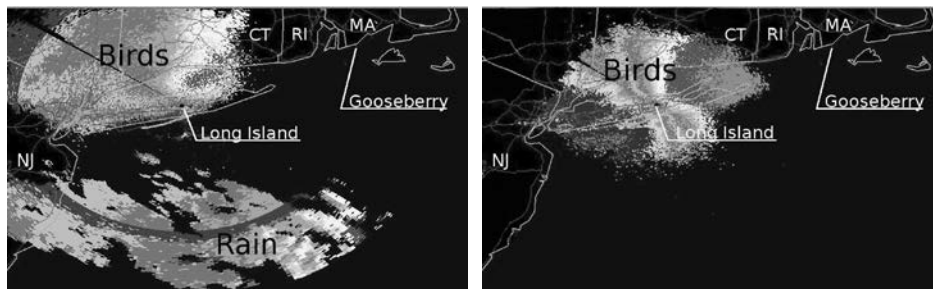 CT RI MA
Birds
Gooseberry
Long Island
NJ
Rain
CT RI MA
Birds
Gooseberry
Long Island
NJ